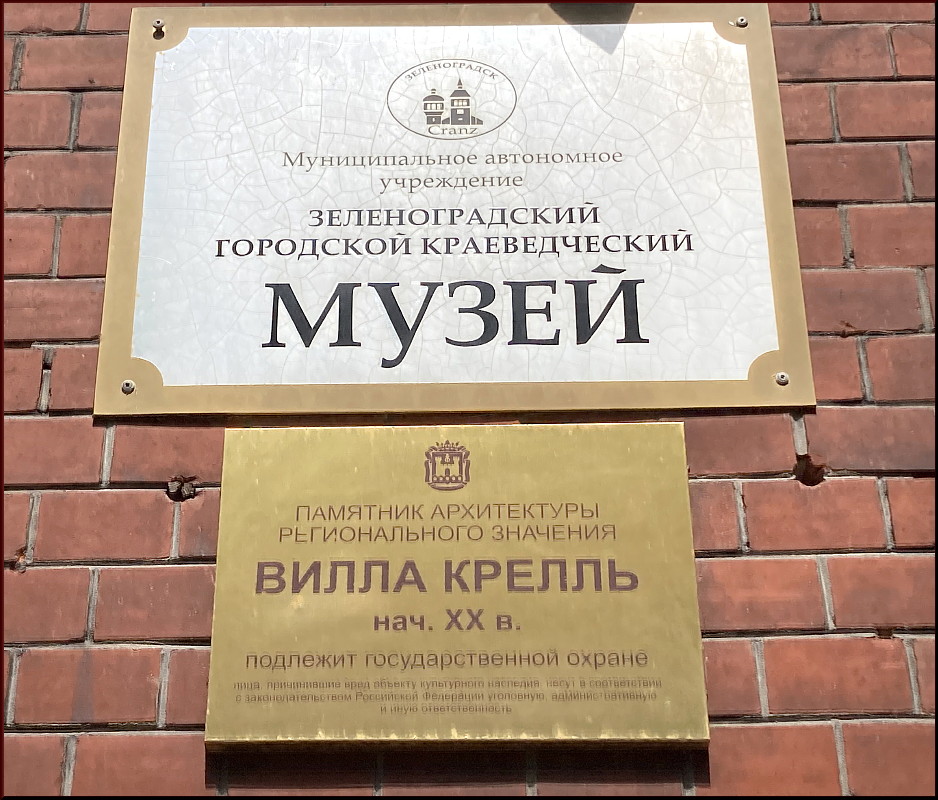 ЗЕЛЕНОГРАДСК
Cranz
Муниципальное автономное
учреждение
ЗЕЛЕНОГРАДСКИЙ
ГОРОДСКОЙ КРАЕВЕДЧЕСКИЙ
МУЗЕЙ
ПАМЯТНИК АРХИТЕКТУРЫ
РЕГИОНАЛЬНОГО ЗНАЧЕНИЯ
ВИЛЛА КРЕЛЛЬ
нач. XX в.
подлежит государственной охране
лица, причинившие вред объекту культурного наследия, несут в соответствии
с законодательством Российской Федерации уголовную, административную
и иную ответственность